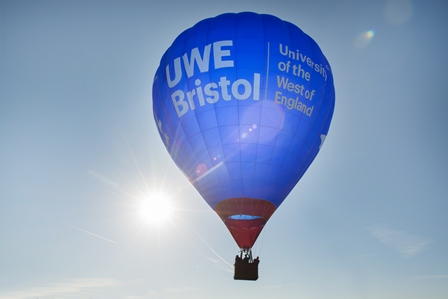 UWE
Bristol
University
of the
West of
England